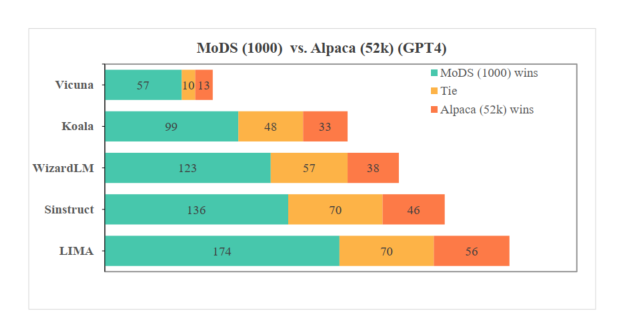 MoDS (1000) vs. Alpaca (52k) (GPT4)
Vicuna 57 10 13
MoDS (1000) wins
Tie
Alpaca (52k) wins
Koala 99 48 33
WizardLM 123 57 38
Sinstruct 136 70 46
LIMA 174 70 56